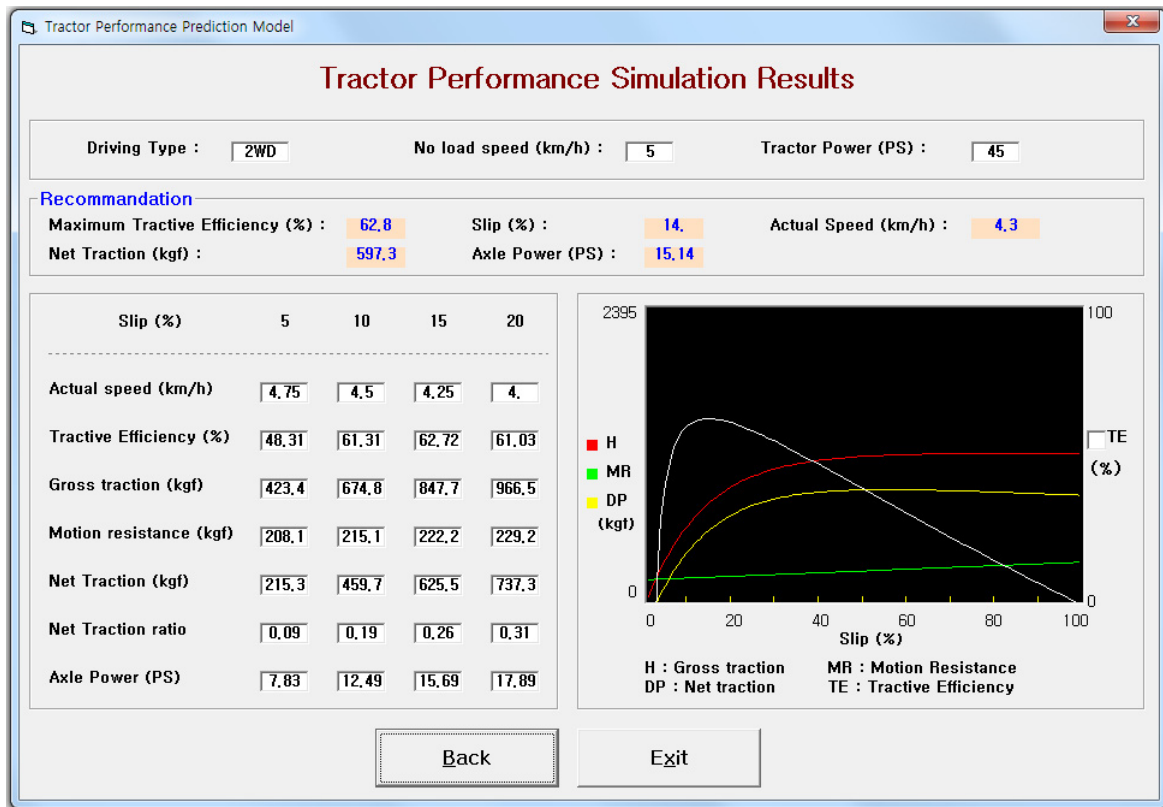 Tractor Performance Prediction Model
Tractor Performance Simulation Results
Driving Type : 2WD No load speed (km/h) : 5 Tractor Power (PS) : 45
Recommandation
Maximum Tractive Efficiency (%) : 62.8 Slip (%) : 14. Actual Speed (km/h) : 4.3
Net Traction (kgf) : 597.3 Axle Power (PS) : 15.14
Slip (%) 5 10 15 20
Actual speed (km/h) 4.75 4.5 4.25 4.
Tractive Efficiency (%) 48.31 61.31 62.72 61.03
Gross traction (kgf) 423.4 674.8 847.7 966.5
Motion resistance (kgf) 208.1 215.1 222.2 229.2
Net Traction (kgf) 215.3 459.7 625.5 737.3
Net Traction ratio 0.09 0.19 0.26 0.31
Axle Power (PS) 7.83 12.49 15.69 17.89
2395 100
H
MR
DP
(kgf)
TE
(%)
0 0
0 20 40 60 80 100
Slip (%)
H : Gross traction MR : Motion Resistance
DP : Net traction TE : Tractive Efficiency
Back Exit